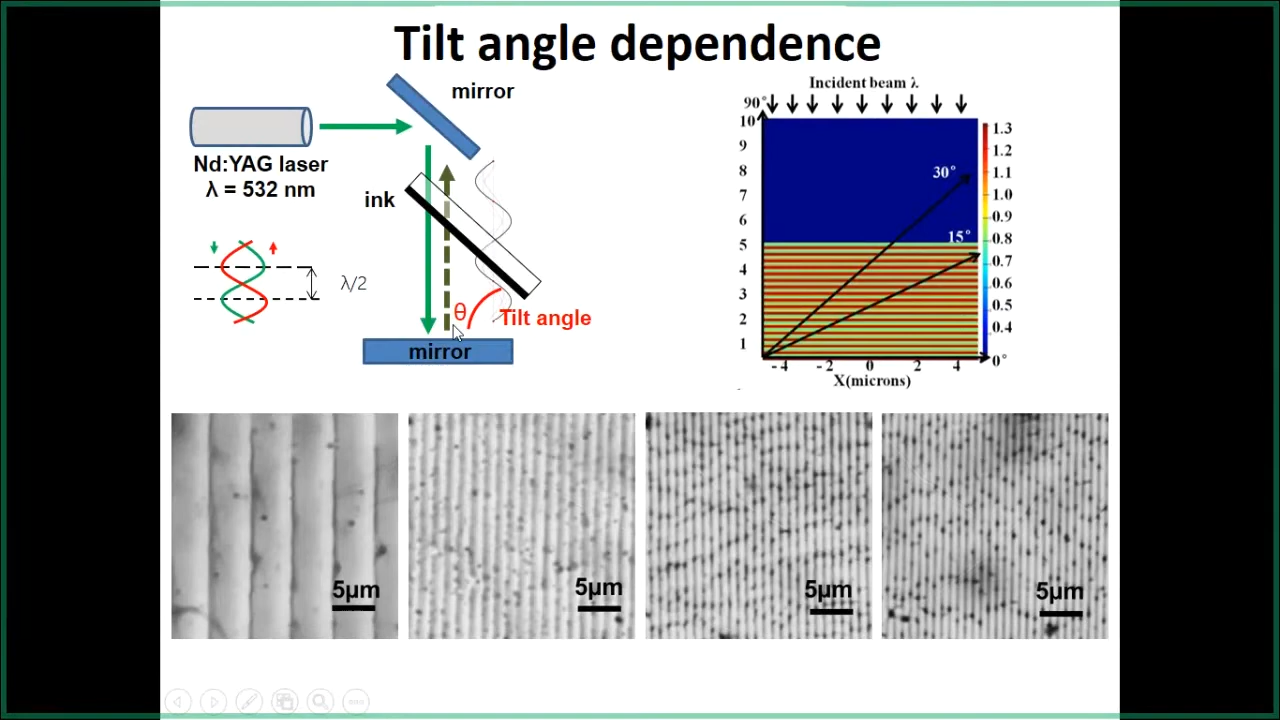 Tilt angle dependence
mirror
Nd:YAG laser
λ = 532 nm
ink
λ/2
θ
Tilt angle
mirror
Incident beam λ
90°
10
9
8
7
6
5
4
3
2
1
30°
15°
0°
-4 -2 0 2 4
X(microns)
1.3
1.2
1.1
1.0
0.9
0.8
0.7
0.6
0.5
0.4
5μm
5μm
5μm
5μm